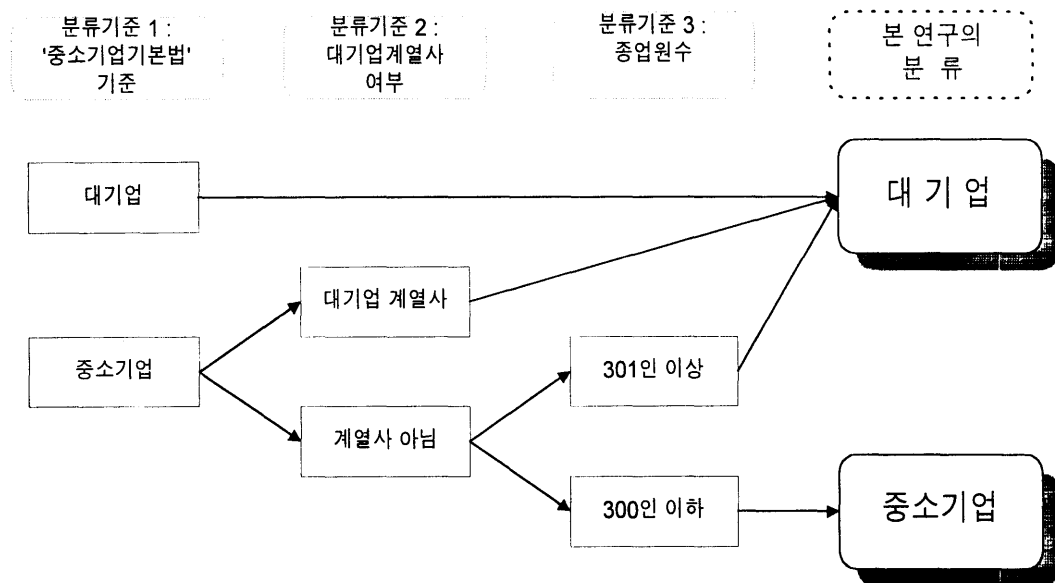 분류기준 1 :
'중소기업기본법'
기준
분류기준 2 :
대기업계열사
여부
분류기준 3 :
종업원수
본 연구의
분 류
대기업
대 기 업
대기업 계열사
중소기업
301인 이상
계열사 아님
300인 이하
중소기업